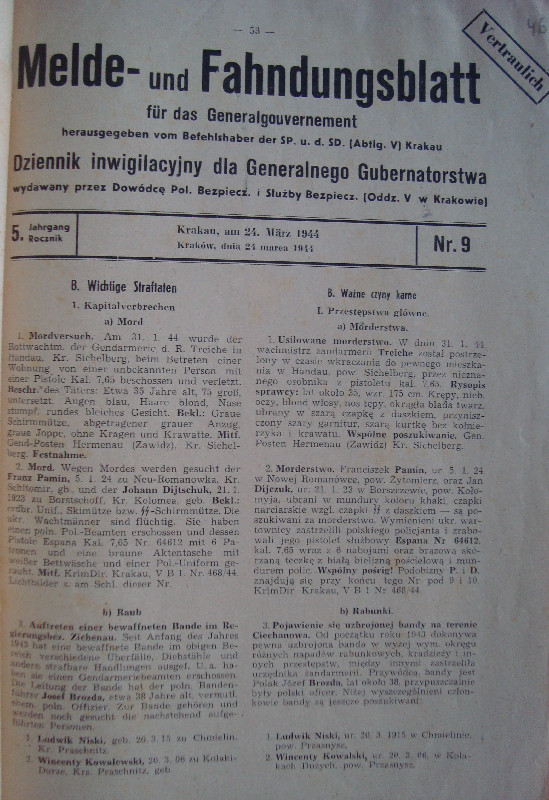 — 53 —
46
Vertraulich
Melde- und Fahndungsblatt
für das Generalgouvernement
herausgegeben vom Befehlshaber der SP. u. d. SD. (Abtlg. V) Krakau
Dziennik inwigilacyjny dla Generalnego Gubernatorstwa
wydawany przez Dowódcę Pol. Bezpiecz. i Służby Bezpiecz. (Oddz. V w Krakowie)
5. Jahrgang
Rocznik
Krakau, am 24. März 1944
Kraków, dnia 24 marca 1944
Nr. 9
B. Wichtige Straftaten
1. Kapitalverbrechen
a) Mord
1. Mordversuch. Am 31. 1. 44 wurde der
Rottwachtm. der Gendarmerie d. R. Treiche in
Handau, Kr. Sichelberg, beim Betreten einer
Wohnung von einer unbekannten Person mit
einer Pistole Kal. 7,65 beschossen und verletzt.
Beschr. des Täters: Etwa 35 Jahre alt, 75 groß,
untersetzt, Augen blau, Haare blond, Nase
stumpf, rundes bleiches Gesicht. Bekl.: Graue
Schirmmütze, abgetragener grauer Anzug,
graue Joppe, ohne Kragen und Krawatte. Mitf.
Gend-Posten Hermenau (Zawidz), Kr. Sichel-
berg. Festnahme.
2. Mord. Wegen Mordes werden gesucht der
Franz Pamin, 5. 1. 24 zu Neu-Romanowka, Kr.
Schitomir, gb., und der Johann Dijtschuk, 21. 1.
1923 zu Borstschoff, Kr. Kolomea, geb. Bekl.:
erdbr. Unif., Skimütze bzw. ᛋᛋ-Schirmmütze. Die
ukr. Wachtmänner sind flüchtig. Sie haben
einen poln. Pol.-Beamten erschossen und dessen
Pistole Espana Kal. 7,65 Nr. 64612 mit 6 Pa-
tronen und eine braune Aktentasche mit
weißer Bettwäsche und einer Pol.-Uniform ge-
raubt. Mitf. KrimDir. Krakau, V B 1 Nr. 468/44.
Lichtbilder s. am Schl. dieser Nr.
b) Raub
3. Auftreten einer bewaffneten Bande im Re-
gierungsbez. Zichenau. Seit Anfang des Jahres
1943 hat eine bewaffnete Bande im obigen Be-
reich verschiedene Überfälle, Diebstähle und
andere strafbare Handlungen ausgef. U. a. ha-
ben sie einen Gendarmeriebeamten erschossen.
Die Leitung der Bande hat der poln. Banden-
führer Josef Brozda, etwa 38 Jahre alt, vermutl.
ehem. poln. Offizier. Zur Bande gehören und
werden noch gesucht die nachstehend aufge-
führten Personen.
1. Ludwik Niski, geb. 20. 3. 15 zu Chmielin,
Kr. Praschnitz.
2. Wincenty Kowalewski, 20. 3. 06 zu Kolaki-
Durae, Krs. Praschnitz, geb
B. Ważne czyny karne
I. Przestępstwa główne.
a) Morderstwa.
1. Usiłowane morderstwo. W dniu 31. 1. 44
wachmistrz żandarmerii Treiche został postrze-
lony w czasie wkraczania do pewnego mieszka-
nia w Handau, pow. Sichelberg, przez niezna-
nego osobnika z pistoletu kal. 7,65. Rysopis
sprawcy: lat około 35, wzr. 175 cm. Krępy, nieb.
oczy, blond włosy, nos tępy, okrągła blada twarz,
ubrany w szarą czapkę z daszkiem, przynisz-
czony szary garnitur, szarą kurtkę bez kołnie-
rzyka i krawatu. Wspólne poszukiwanie. Gen.
Posten Hermenau (Zawidz) Kr. Sichelberg.
2. Morderstwo. Franciszek Pamin, ur. 5. 1. 24
w Nowej Romanówce, pow. Żytomierz, oraz Jan
Dijczuk, ur. 21. 1. 23 w Borszczewie, pow. Koło-
myja, ubrani w mundury koloru khaki, czapki
narciarskie wzgl. czapki ᛋᛋ z daszkiem — są po-
szukiwani za morderstwo. Wymienieni ukr. war-
townicy zastrzelili polskiego policjanta i zrabo-
wali jego pistolet służbowy Espana Nr 64612,
kal. 7,65 wraz z 6 nabojami oraz brązową skó-
rzaną teczkę z białą bielizną pościelową i mun-
durem polic. Wspólny pościg! Podobizny P. i D.
znajdują się przy końcu tego Nr. pod 9 i 10.
KrimDir. Krakau V B 1. Nr. 468/44.
b) Rabunki.
3. Pojawienie się uzbrojonej bandy na terenie
Ciechanowa. Od początku roku 1943 dokonywa
pewna uzbrojona banda w wyżej wym. okręgu
różnych napadów rabunkowych, kradzieży i in-
nych przestępstw, między innymi zastrzeliła
urzędnika żandarmerii. Przywódcą bandy jest
Polak Józef Brozda, lat około 38, przypuszczalnie
były polski oficer. Niżej wyszczególnieni człon-
kowie bandy są jeszcze poszukiwani:
1. Ludwik Niski, ur. 20. 3. 1915 w Chmielinie,
pow. Przasnysz.
2. Wincenty Kowalski, ur. 20. 3. 06, w Koła-
kach Dużych, pow. Przasnysz.